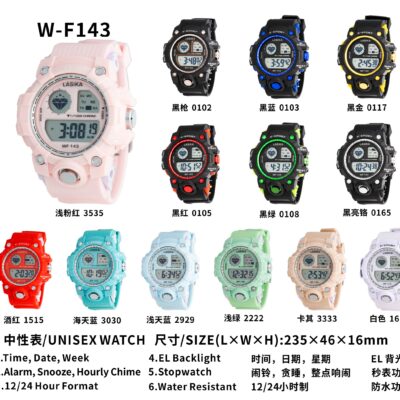 W-F143
LASIKA
WF 143
浅粉红 3535
黑枪 0102
黑蓝 0103
黑金 0117
黑红 0105
黑绿 0108
黑亮铬 0165
酒红 1515
海天蓝 3030
浅天蓝 2929
浅绿 2222
卡其 3333
白色 16
中性表/UNISEX WATCH 尺寸/SIZE(L×W×H):235×46×16mm
.Time, Date, Week 4.EL Backlight 时间，日期，星期 EL 背光
.Alarm, Snooze, Hourly Chime 5.Stopwatch 闹铃，贪睡，整点响闹 秒表功
.12/24 Hour Format 6.Water Resistant 12/24小时制 防水功